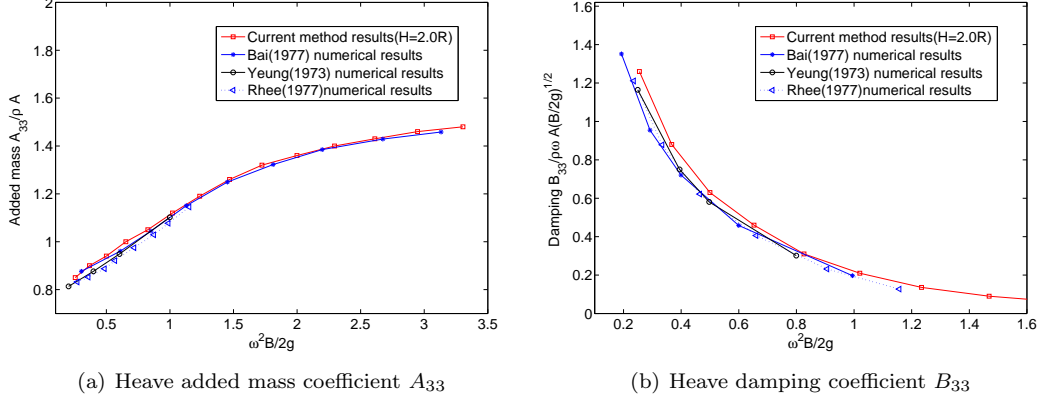 2
1.8
1.6
1.4
1.2
1
0.8
0.5
1
1.5
2
2.5
3
3.5
Added mass A33/ρ A
ω²B/2g
Current method results(H=2.0R)
Bai(1977) numerical results
Yeung(1973) numerical results
Rhee(1977)numerical results
(a) Heave added mass coefficient A33
1.6
1.4
1.2
1
0.8
0.6
0.4
0.2
0
0.2
0.4
0.6
0.8
1
1.2
1.4
1.6
Damping B33/ρω A(B/2g)^1/2
ω²B/2g
Current method results(H=2.0R)
Bai(1977) numerical results
Yeung(1973) numerical results
Rhee(1977)numerical results
(b) Heave damping coefficient B33